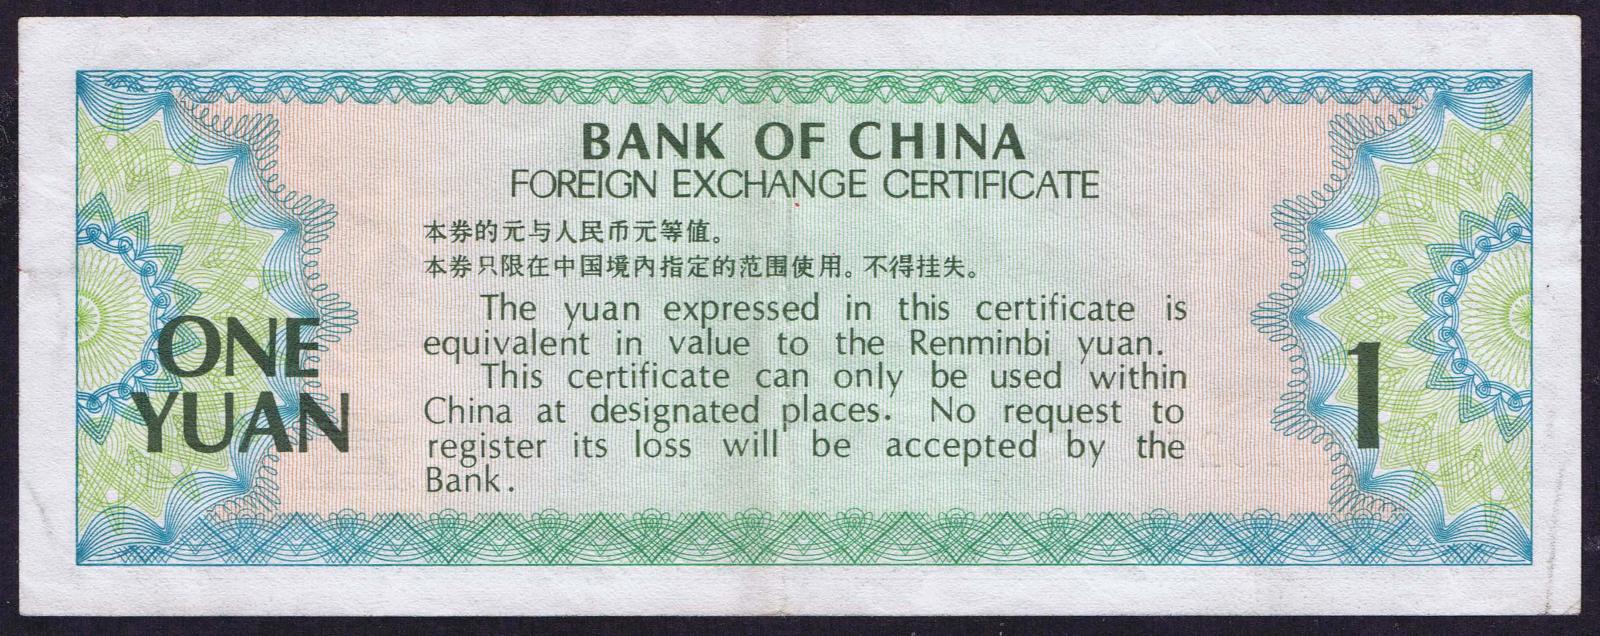 BANK OF CHINA
FOREIGN EXCHANGE CERTIFICATE
本券的元与人民币元等值。
本券只限在中国境内指定的范围使用。不得挂失。
The yuan expressed in this certificate is
equivalent in value to the Renminbi yuan.
This certificate can only be used within
China at designated places. No request to
register its loss will be accepted by the
Bank.
ONE
YUAN
1